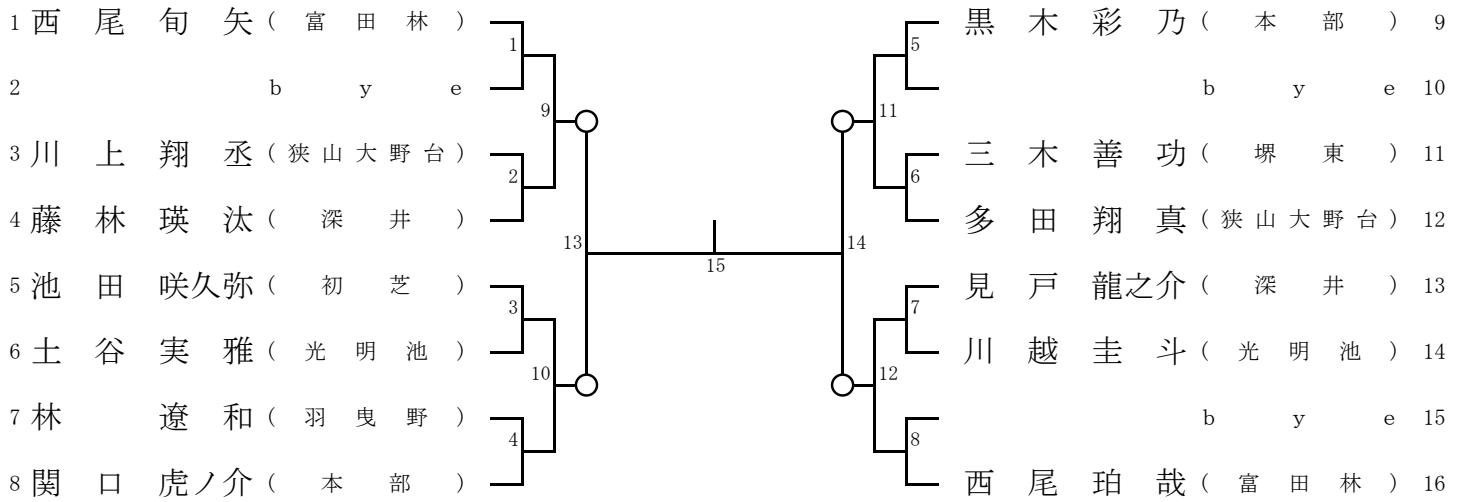 1 西尾旬矢 (富田林)
2 bye
3 川上翔丞 (狭山大野台)
4 藤林瑛汰 (深井)
5 池田咲久弥 (初芝)
6 土谷実雅 (光明池)
7 林遼和 (羽曳野)
8 関口虎ノ介 (本部)
1
9
2
13
3
10
4
15
5
11
6
14
7
12
8
黒木彩乃 (本部) 9
bye 10
三木善功 (堺東) 11
多田翔真 (狭山大野台) 12
見戸龍之介 (深井) 13
川越圭斗 (光明池) 14
bye 15
西尾珀哉 (富田林) 16